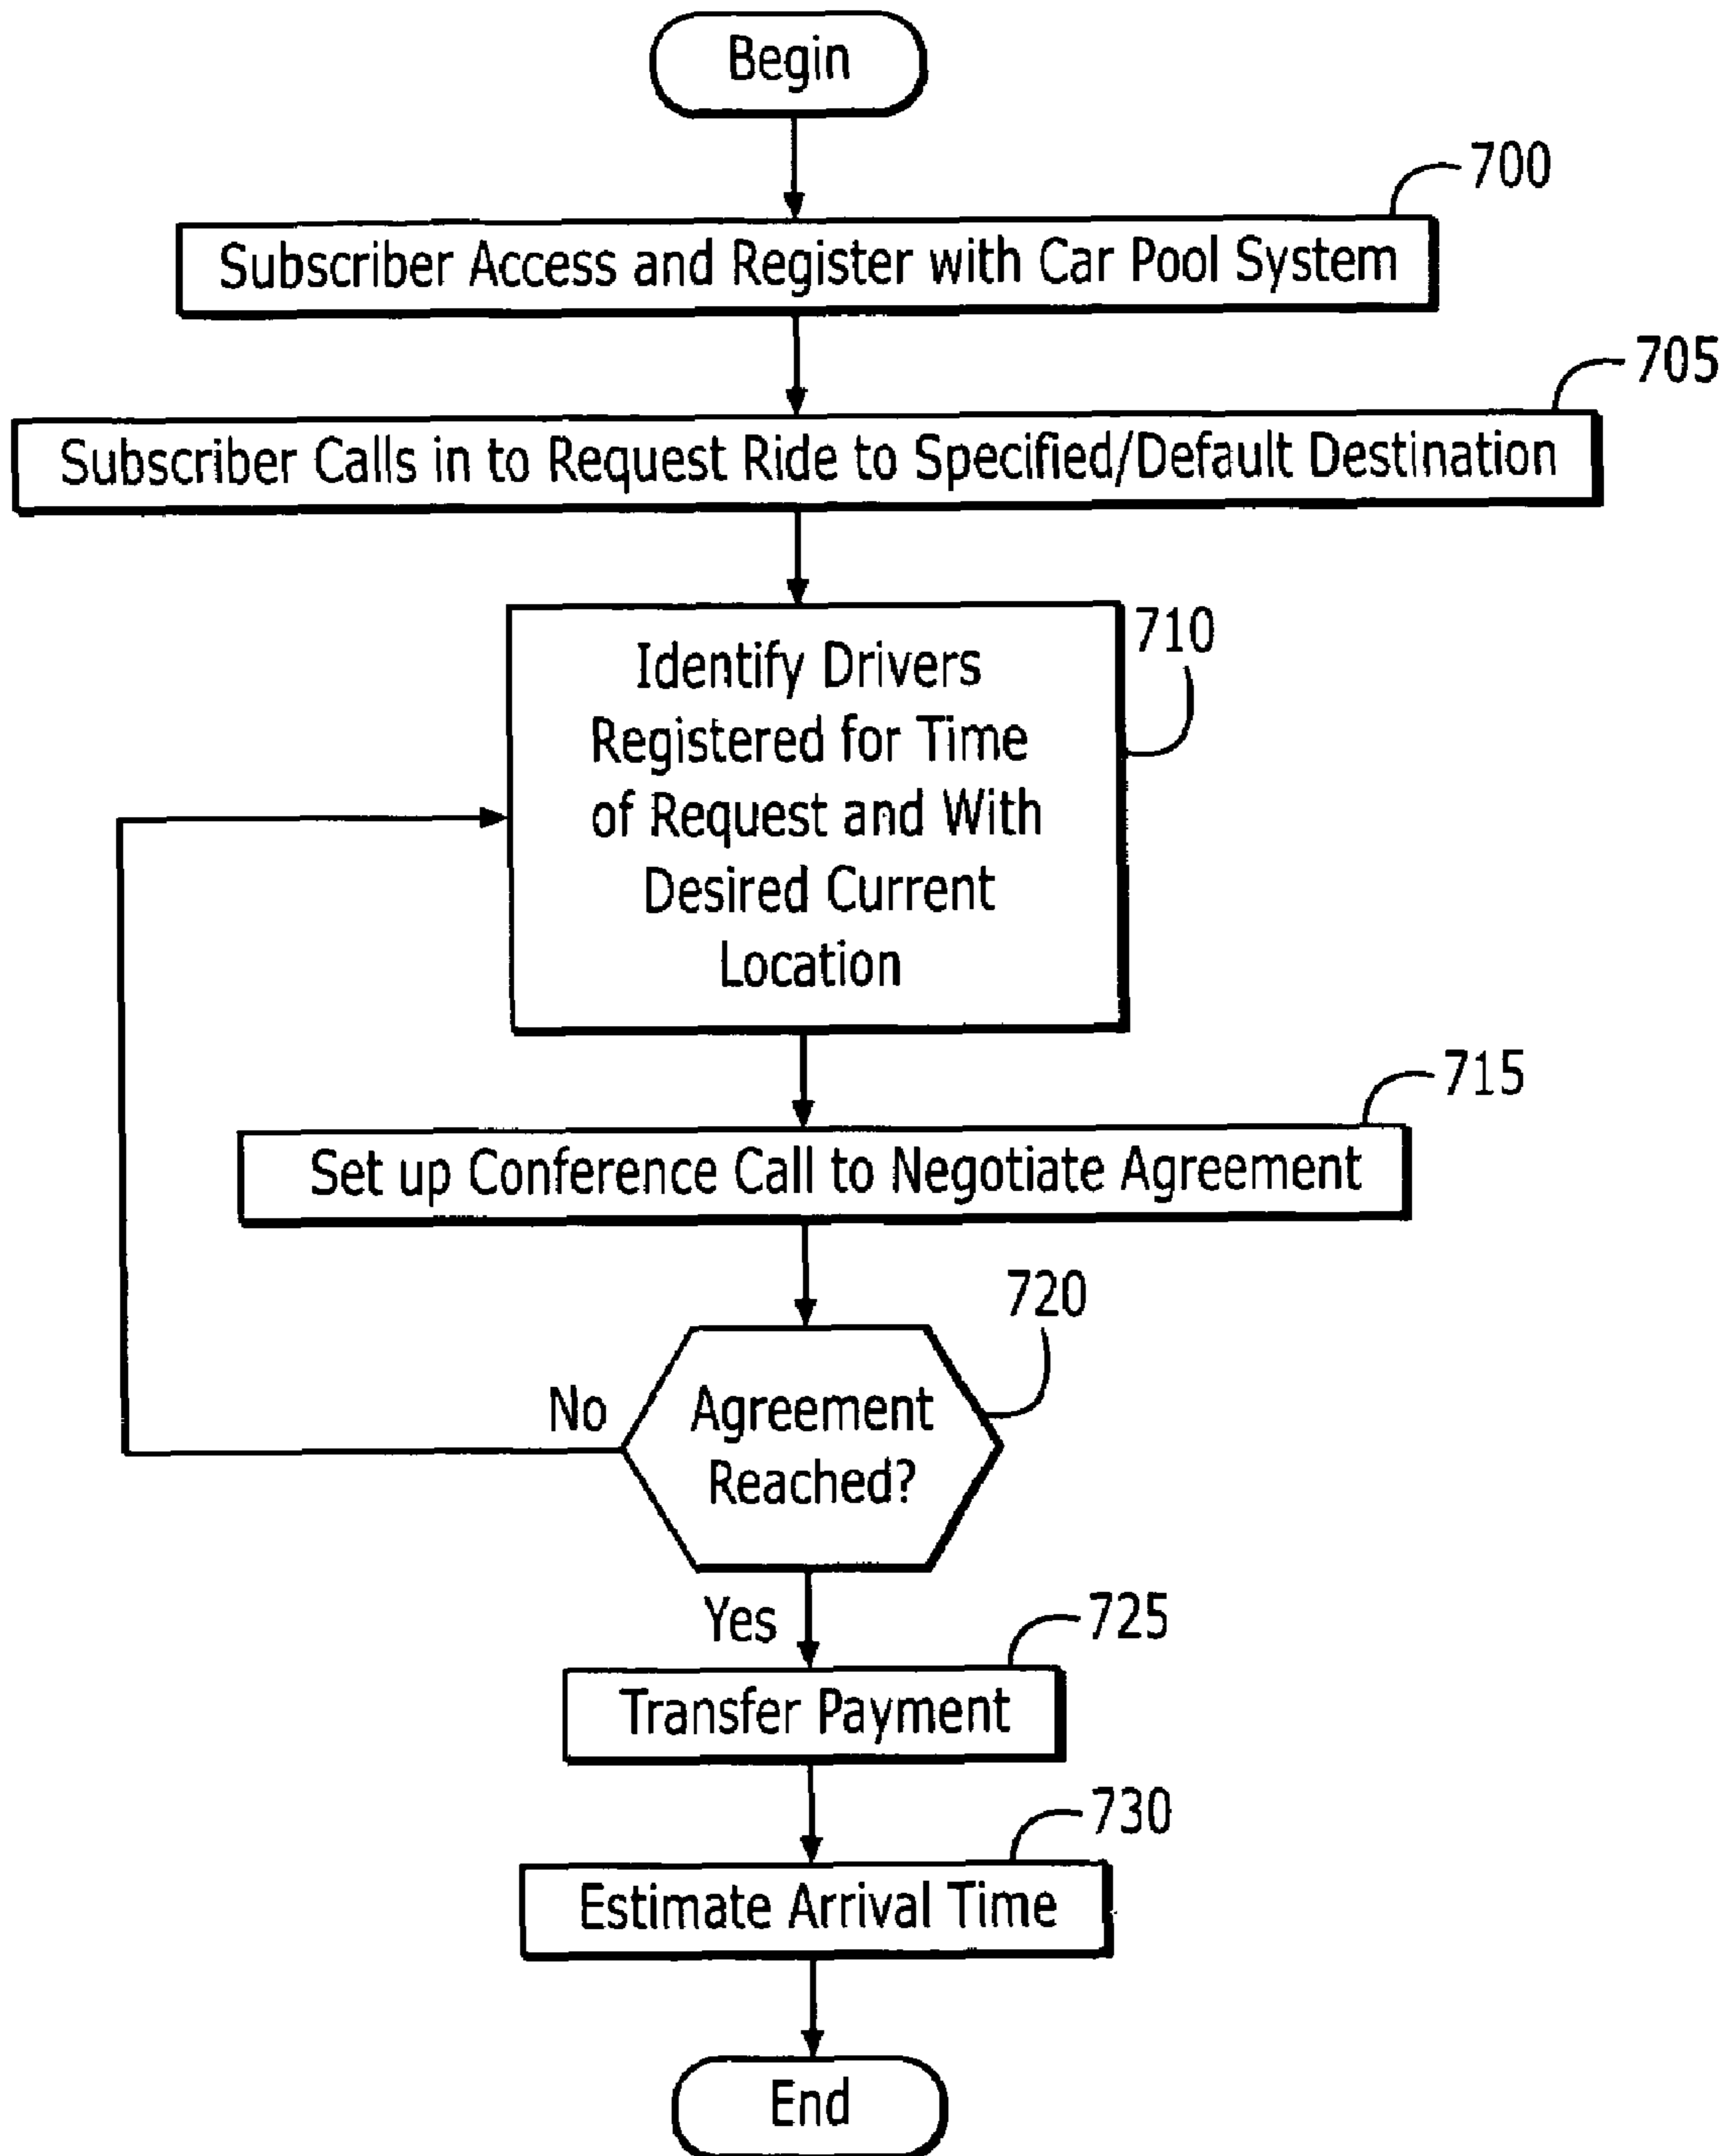 Begin
700
Subscriber Access and Register with Car Pool System
705
Subscriber Calls in to Request Ride to Specified/Default Destination
710
Identify Drivers
Registered for Time
of Request and With
Desired Current
Location
715
Set up Conference Call to Negotiate Agreement
720
No
Agreement
Reached?
Yes
725
Transfer Payment
730
Estimate Arrival Time
End